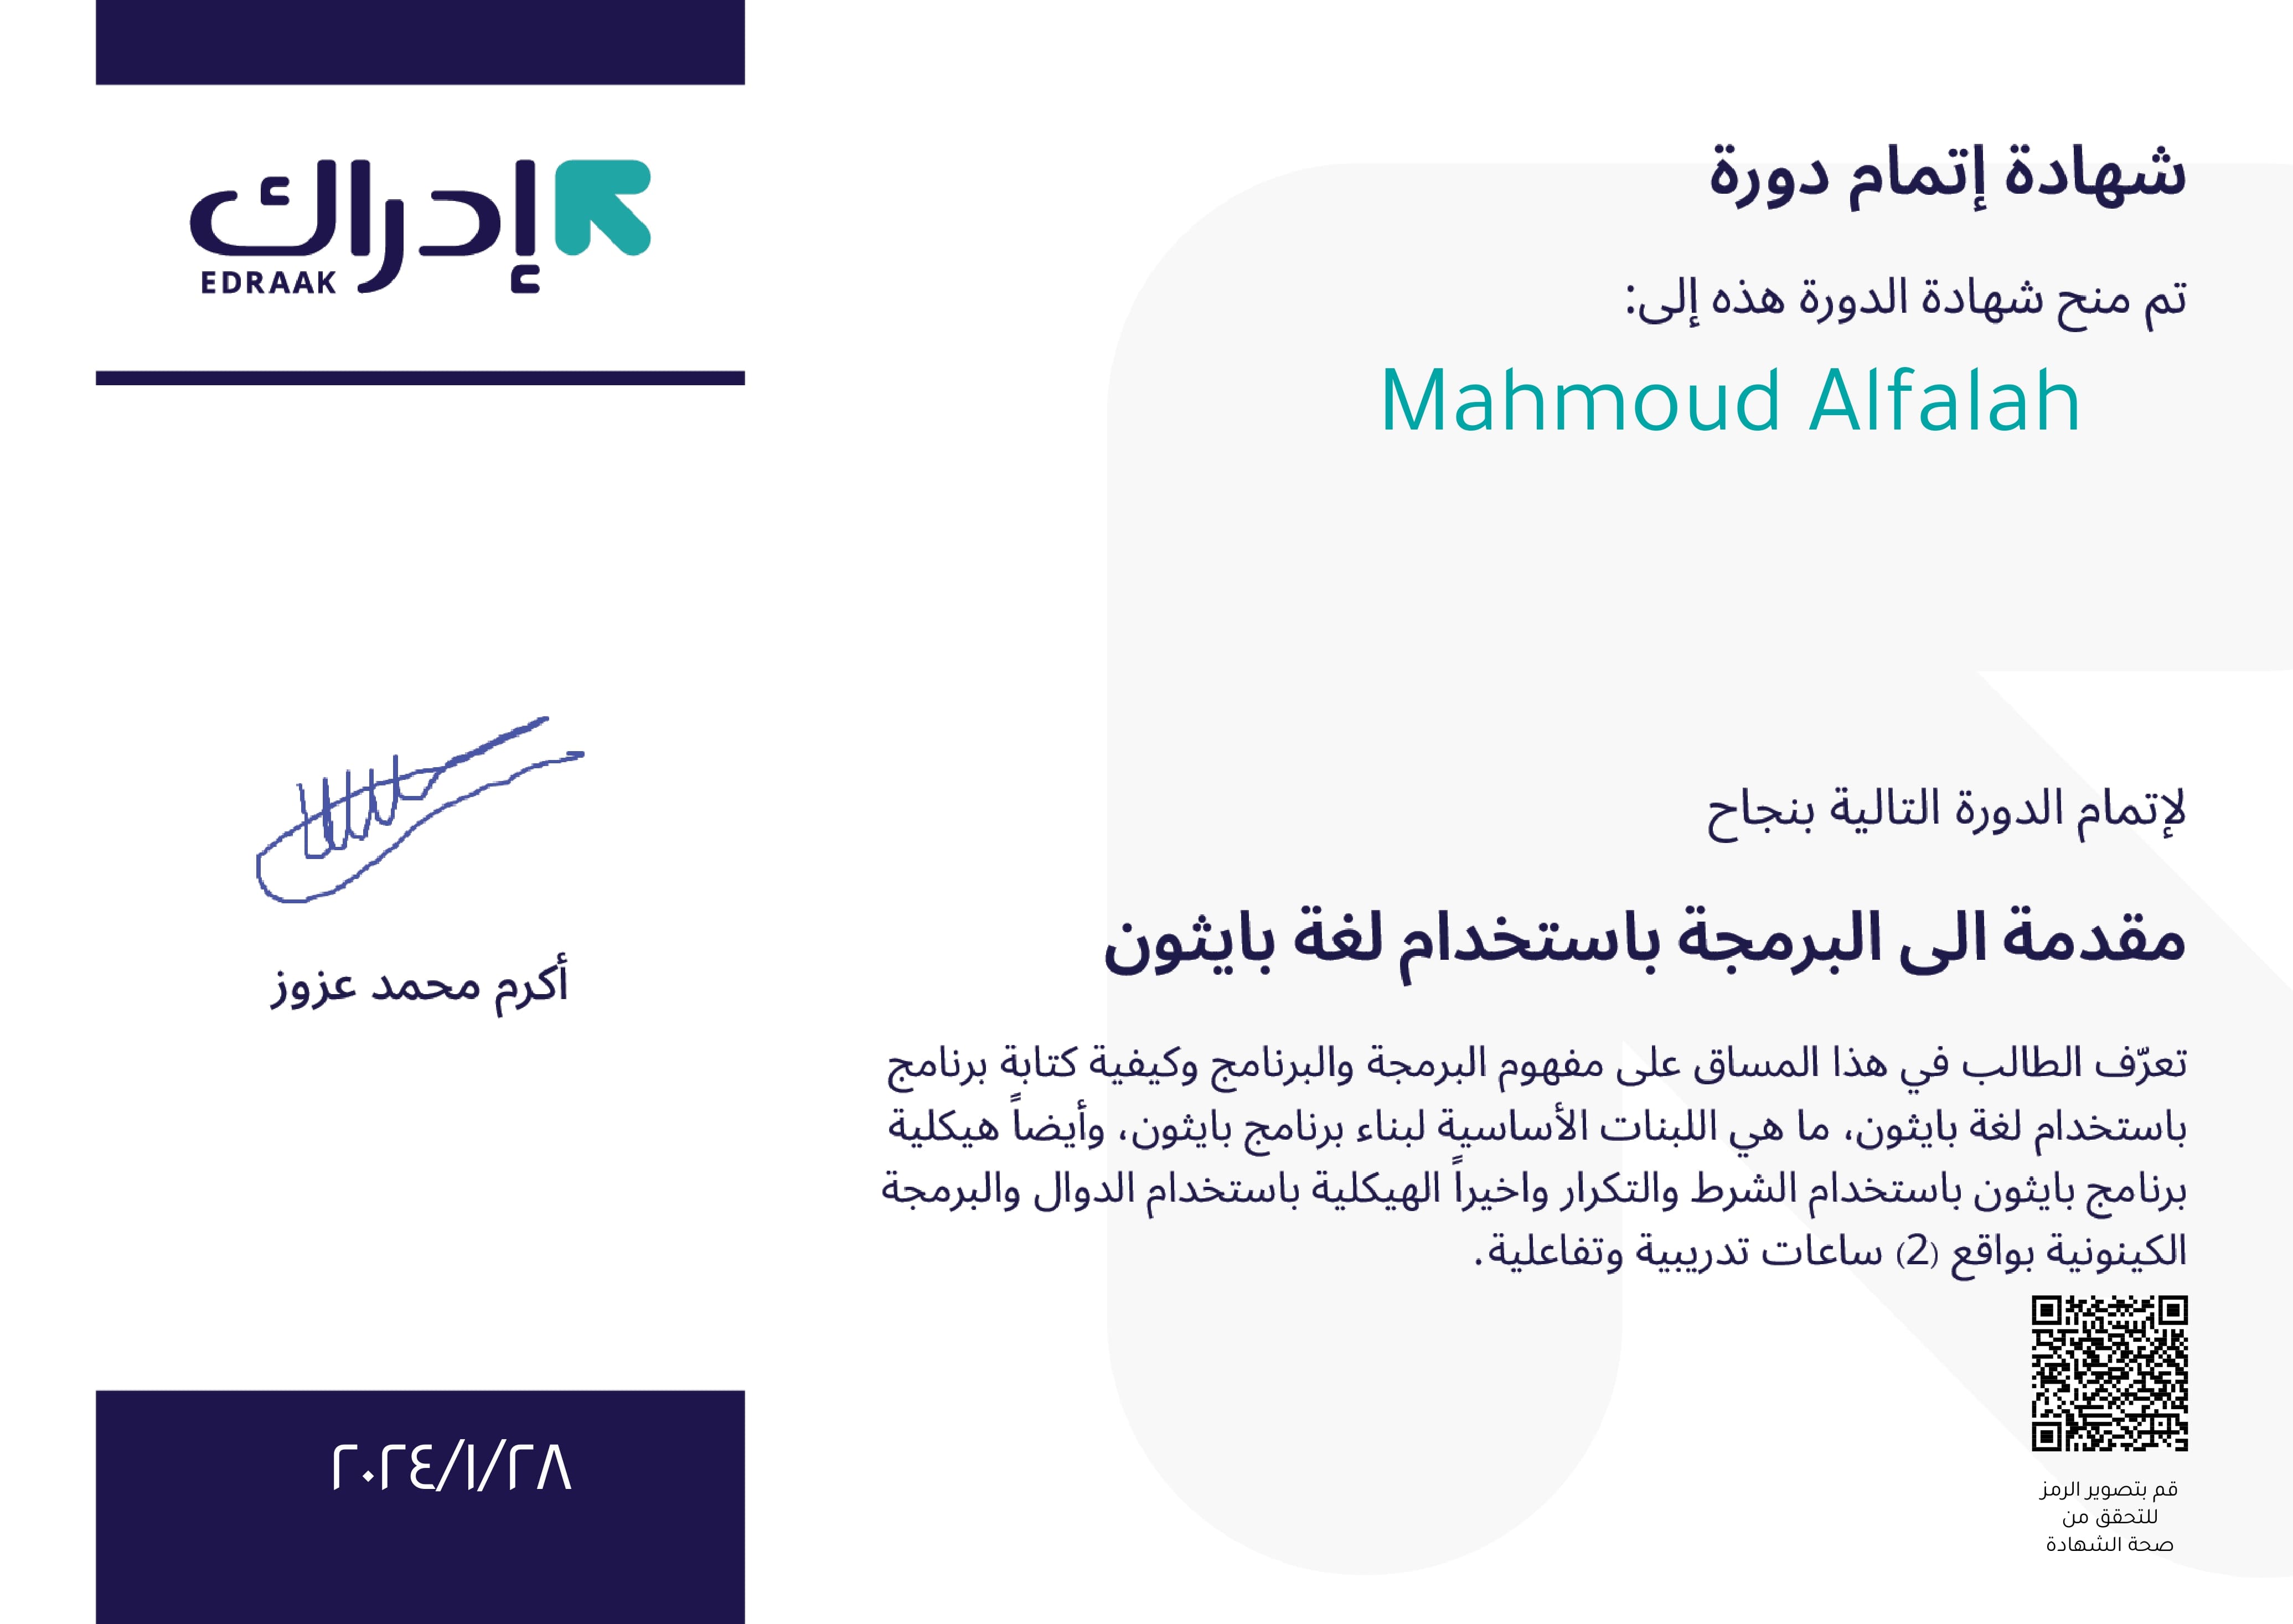 شهادة إتمام دورة
تم منح شهادة الدورة هذه إلى:
Mahmoud Alfalah
لإتمام الدورة التالية بنجاح
مقدمة الى البرمجة باستخدام لغة بايثون
تعرّف الطالب في هذا المساق على مفهوم البرمجة والبرنامج وكيفية كتابة برنامج
باستخدام لغة بايثون، ما هي اللبنات الأساسية لبناء برنامج بايثون، وأيضاً هيكلية
برنامج بايثون باستخدام الشرط والتكرار واخيراً الهيكلية باستخدام الدوال والبرمجة
الكينونية بواقع (2) ساعات تدريبية وتفاعلية.
قم بتصوير الرمز
للتحقق من
صحة الشهادة
إدراك
EDRAAK
أكرم محمد عزوز
٢٠٢٤/١/٢٨